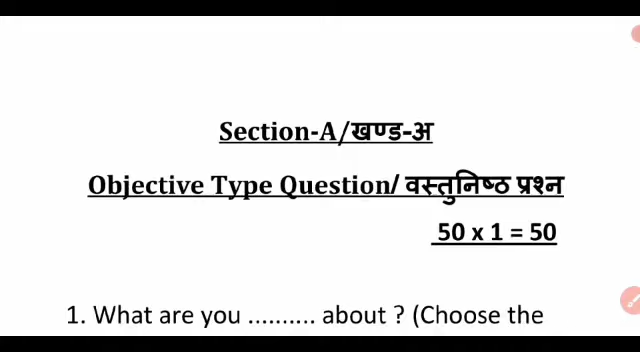 Section-A/खण्ड-अ
Objective Type Question/ वस्तुनिष्ठ प्रश्न
50 x 1 = 50
1. What are you .......... about ? (Choose the